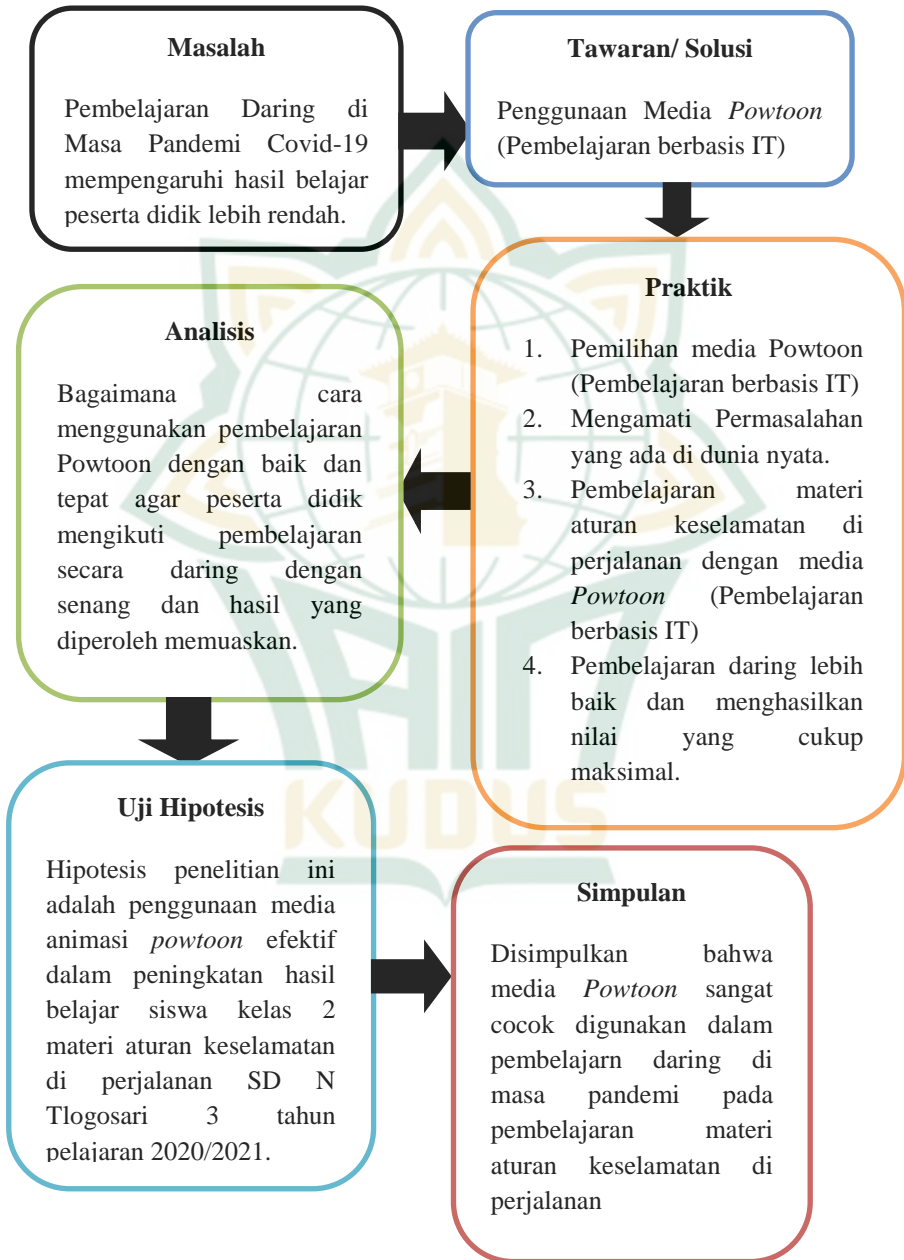 Masalah
Pembelajaran Daring di
Masa Pandemi Covid-19
mempengaruhi hasil belajar
peserta didik lebih rendah.
Tawaran/ Solusi
Penggunaan Media Powtoon
(Pembelajaran berbasis IT)
Praktik
1. Pemilihan media Powtoon
(Pembelajaran berbasis IT)
2. Mengamati Permasalahan
yang ada di dunia nyata.
3. Pembelajaran materi
aturan keselamatan di
perjalanan dengan media
Powtoon (Pembelajaran
berbasis IT)
4. Pembelajaran daring lebih
baik dan menghasilkan
nilai yang cukup
maksimal.
Analisis
Bagaimana cara
menggunakan pembelajaran
Powtoon dengan baik dan
tepat agar peserta didik
mengikuti pembelajaran
secara daring dengan
senang dan hasil yang
diperoleh memuaskan.
Uji Hipotesis
Hipotesis penelitian ini
adalah penggunaan media
animasi powtoon efektif
dalam peningkatan hasil
belajar siswa kelas 2
materi aturan keselamatan
di perjalanan SD N
Tlogosari 3 tahun
pelajaran 2020/2021.
Simpulan
Disimpulkan bahwa
media Powtoon sangat
cocok digunakan dalam
pembelajarn daring di
masa pandemi pada
pembelajaran materi
aturan keselamatan di
perjalanan
KUDUS